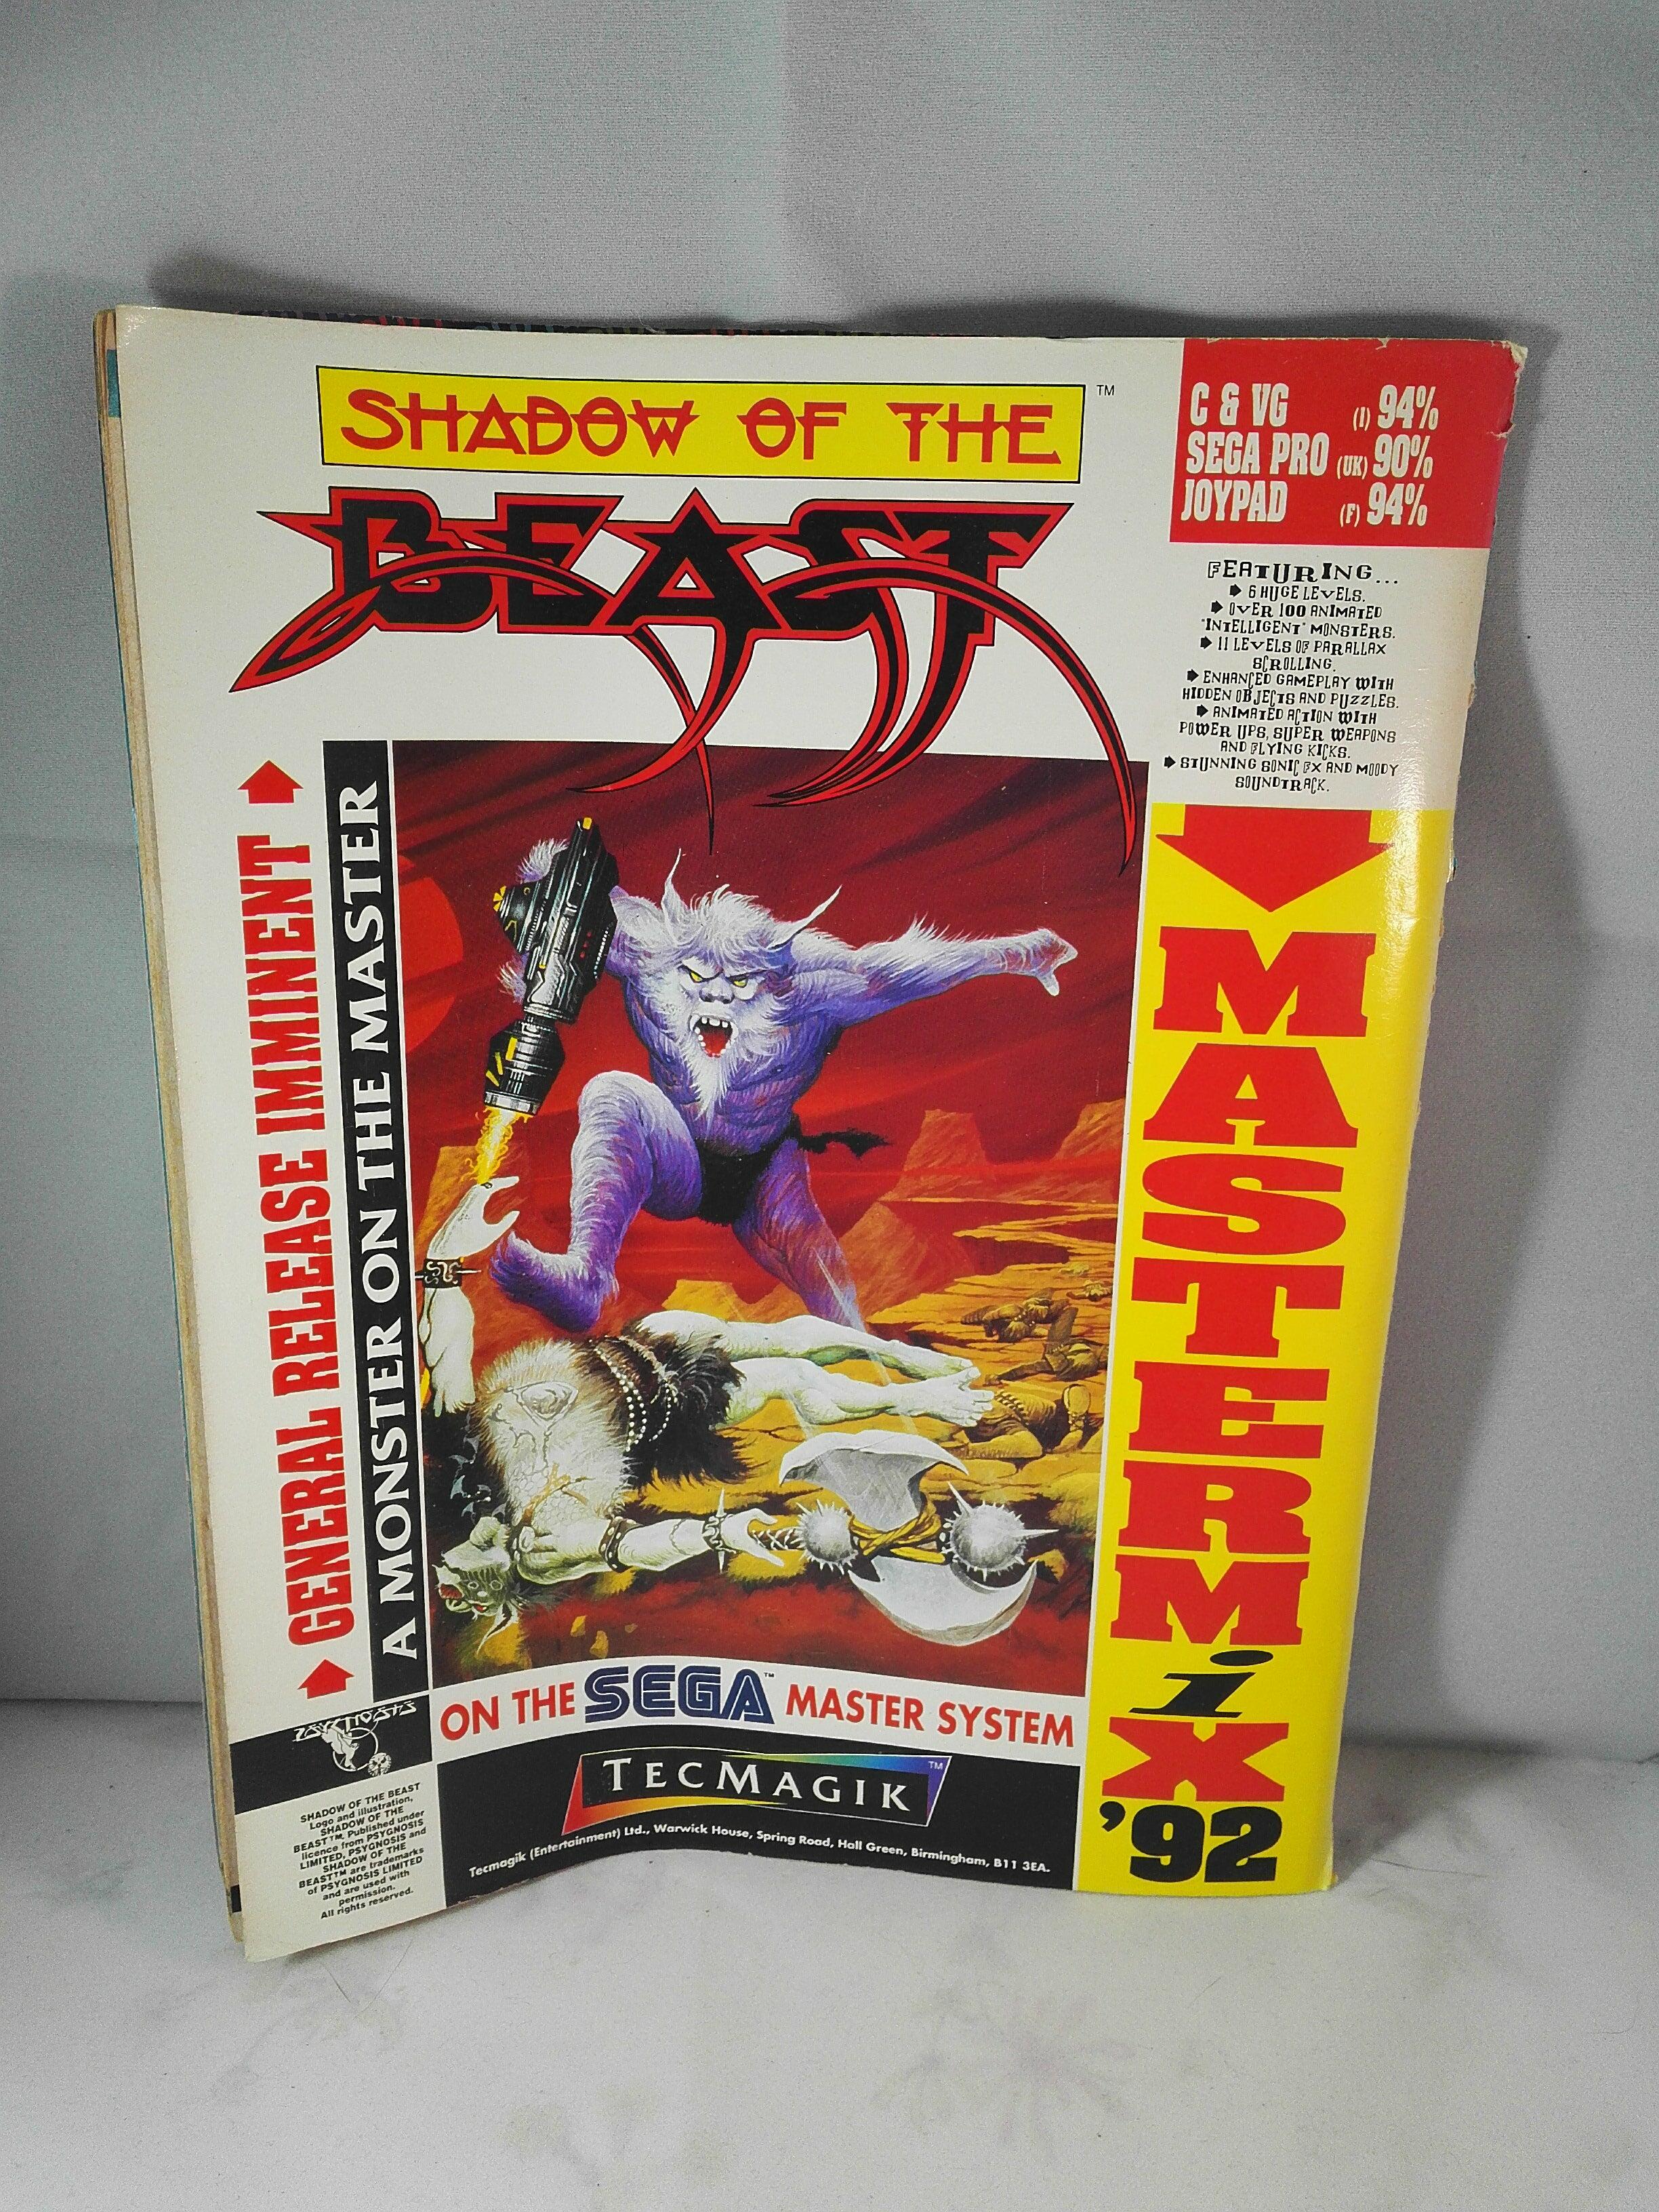 SHADOW OF THE ™
BEAST
C & VG (I) 94%
SEGA PRO (UK) 90%
JOYPAD (F) 94%
FEATURING...
6 HUGE LEVELS.
OVER 100 ANIMATED
"INTELLIGENT" MONSTERS.
11 LEVELS OF PARALLAX
SCROLLING.
ENHANCED GAMEPLAY WITH
HIDDEN OBJECTS AND PUZZLES.
ANIMATED ACTION WITH
POWER UPS, SUPER WEAPONS
AND FLYING KICKS.
STUNNING SONIC FX AND MOODY
SOUNDTRACK.
GENERAL RELEASE IMMINENT
A MONSTER ON THE MASTER
MASTERMiX
'92
ON THE SEGA™ MASTER SYSTEM
PSYGNOSIS
TECMAGIK™
Tecmagik (Entertainment) Ltd., Warwick House, Spring Road, Hall Green, Birmingham, B11 3EA.
SHADOW OF THE BEAST
Logo and illustration,
SHADOW OF THE
BEAST™. Published under
licence from PSYGNOSIS
LIMITED, PSYGNOSIS and
SHADOW OF THE
BEAST™ are trademarks
of PSYGNOSIS LIMITED
and are used with
permission.
All rights reserved.